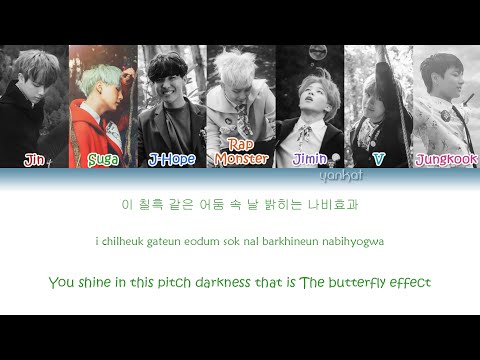 Jin Suga J-Hope Rap Monster Jimin V Jungkook
yankat
이 칠흑 같은 어둠 속 날 밝히는 나비효과
i chilheuk gateun eodum sok nal barkhineun nabihyogwa
You shine in this pitch darkness that is The butterfly effect